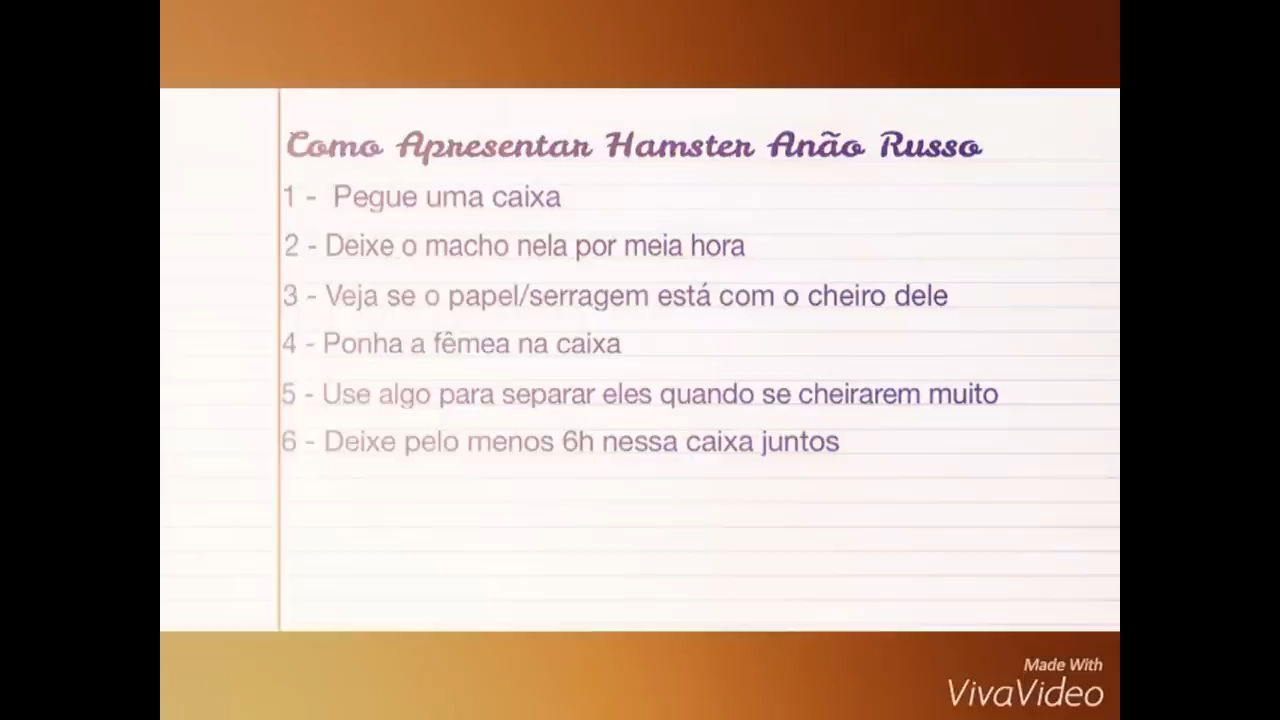 Como Apresentar Hamster Anão Russo
1 - Pegue uma caixa
2 - Deixe o macho nela por meia hora
3 - Veja se o papel/serragem está com o cheiro dele
4 - Ponha a fêmea na caixa
5 - Use algo para separar eles quando se cheirarem muito
6 - Deixe pelo menos 6h nessa caixa juntos
Made With
VivaVideo